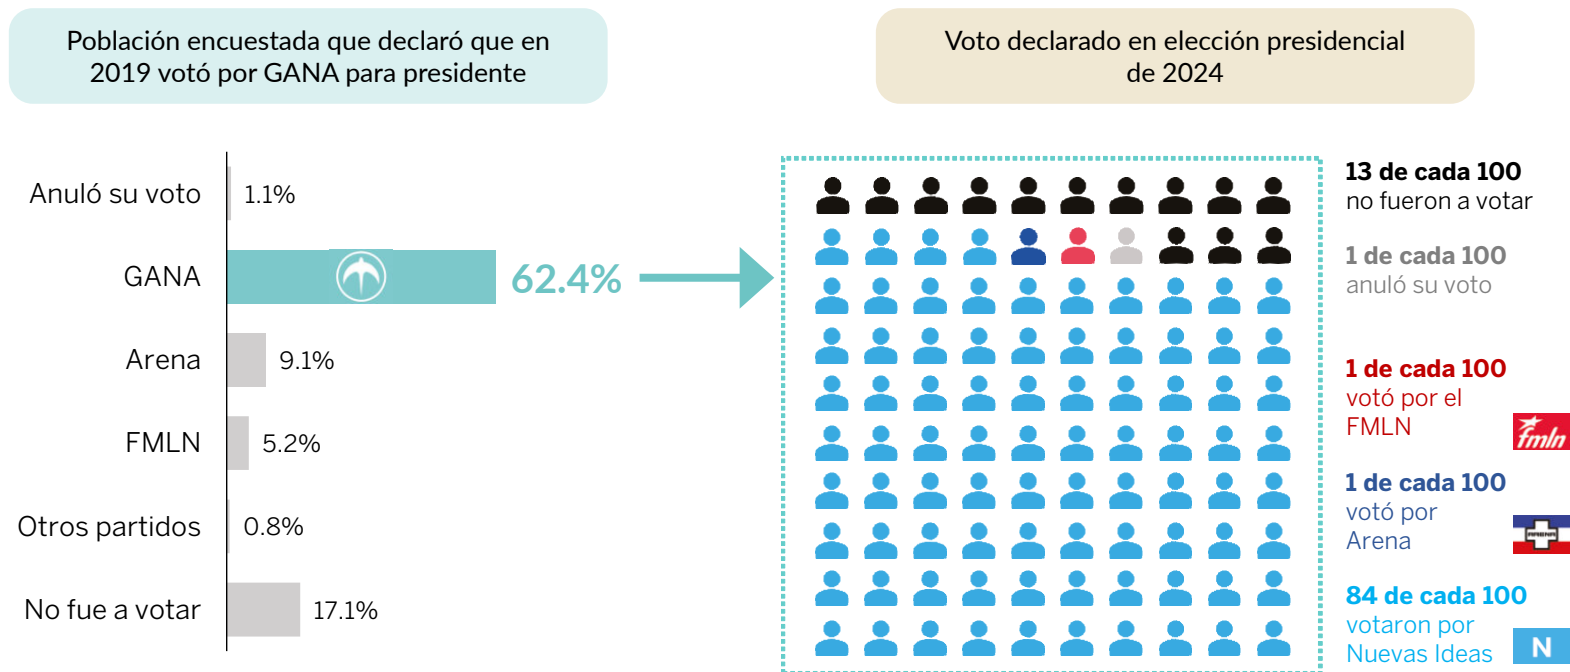 Población encuestada que declaró que en
2019 votó por GANA para presidente
Voto declarado en elección presidencial
de 2024
Anuló su voto
1.1%
GANA
62.4%
Arena
9.1%
FMLN
5.2%
Otros partidos
0.8%
No fue a votar
17.1%
13 de cada 100
no fueron a votar
1 de cada 100
anuló su voto
1 de cada 100
votó por el
FMLN
fmln
1 de cada 100
votó por
Arena
ARENA
84 de cada 100
votaron por
Nuevas Ideas
N